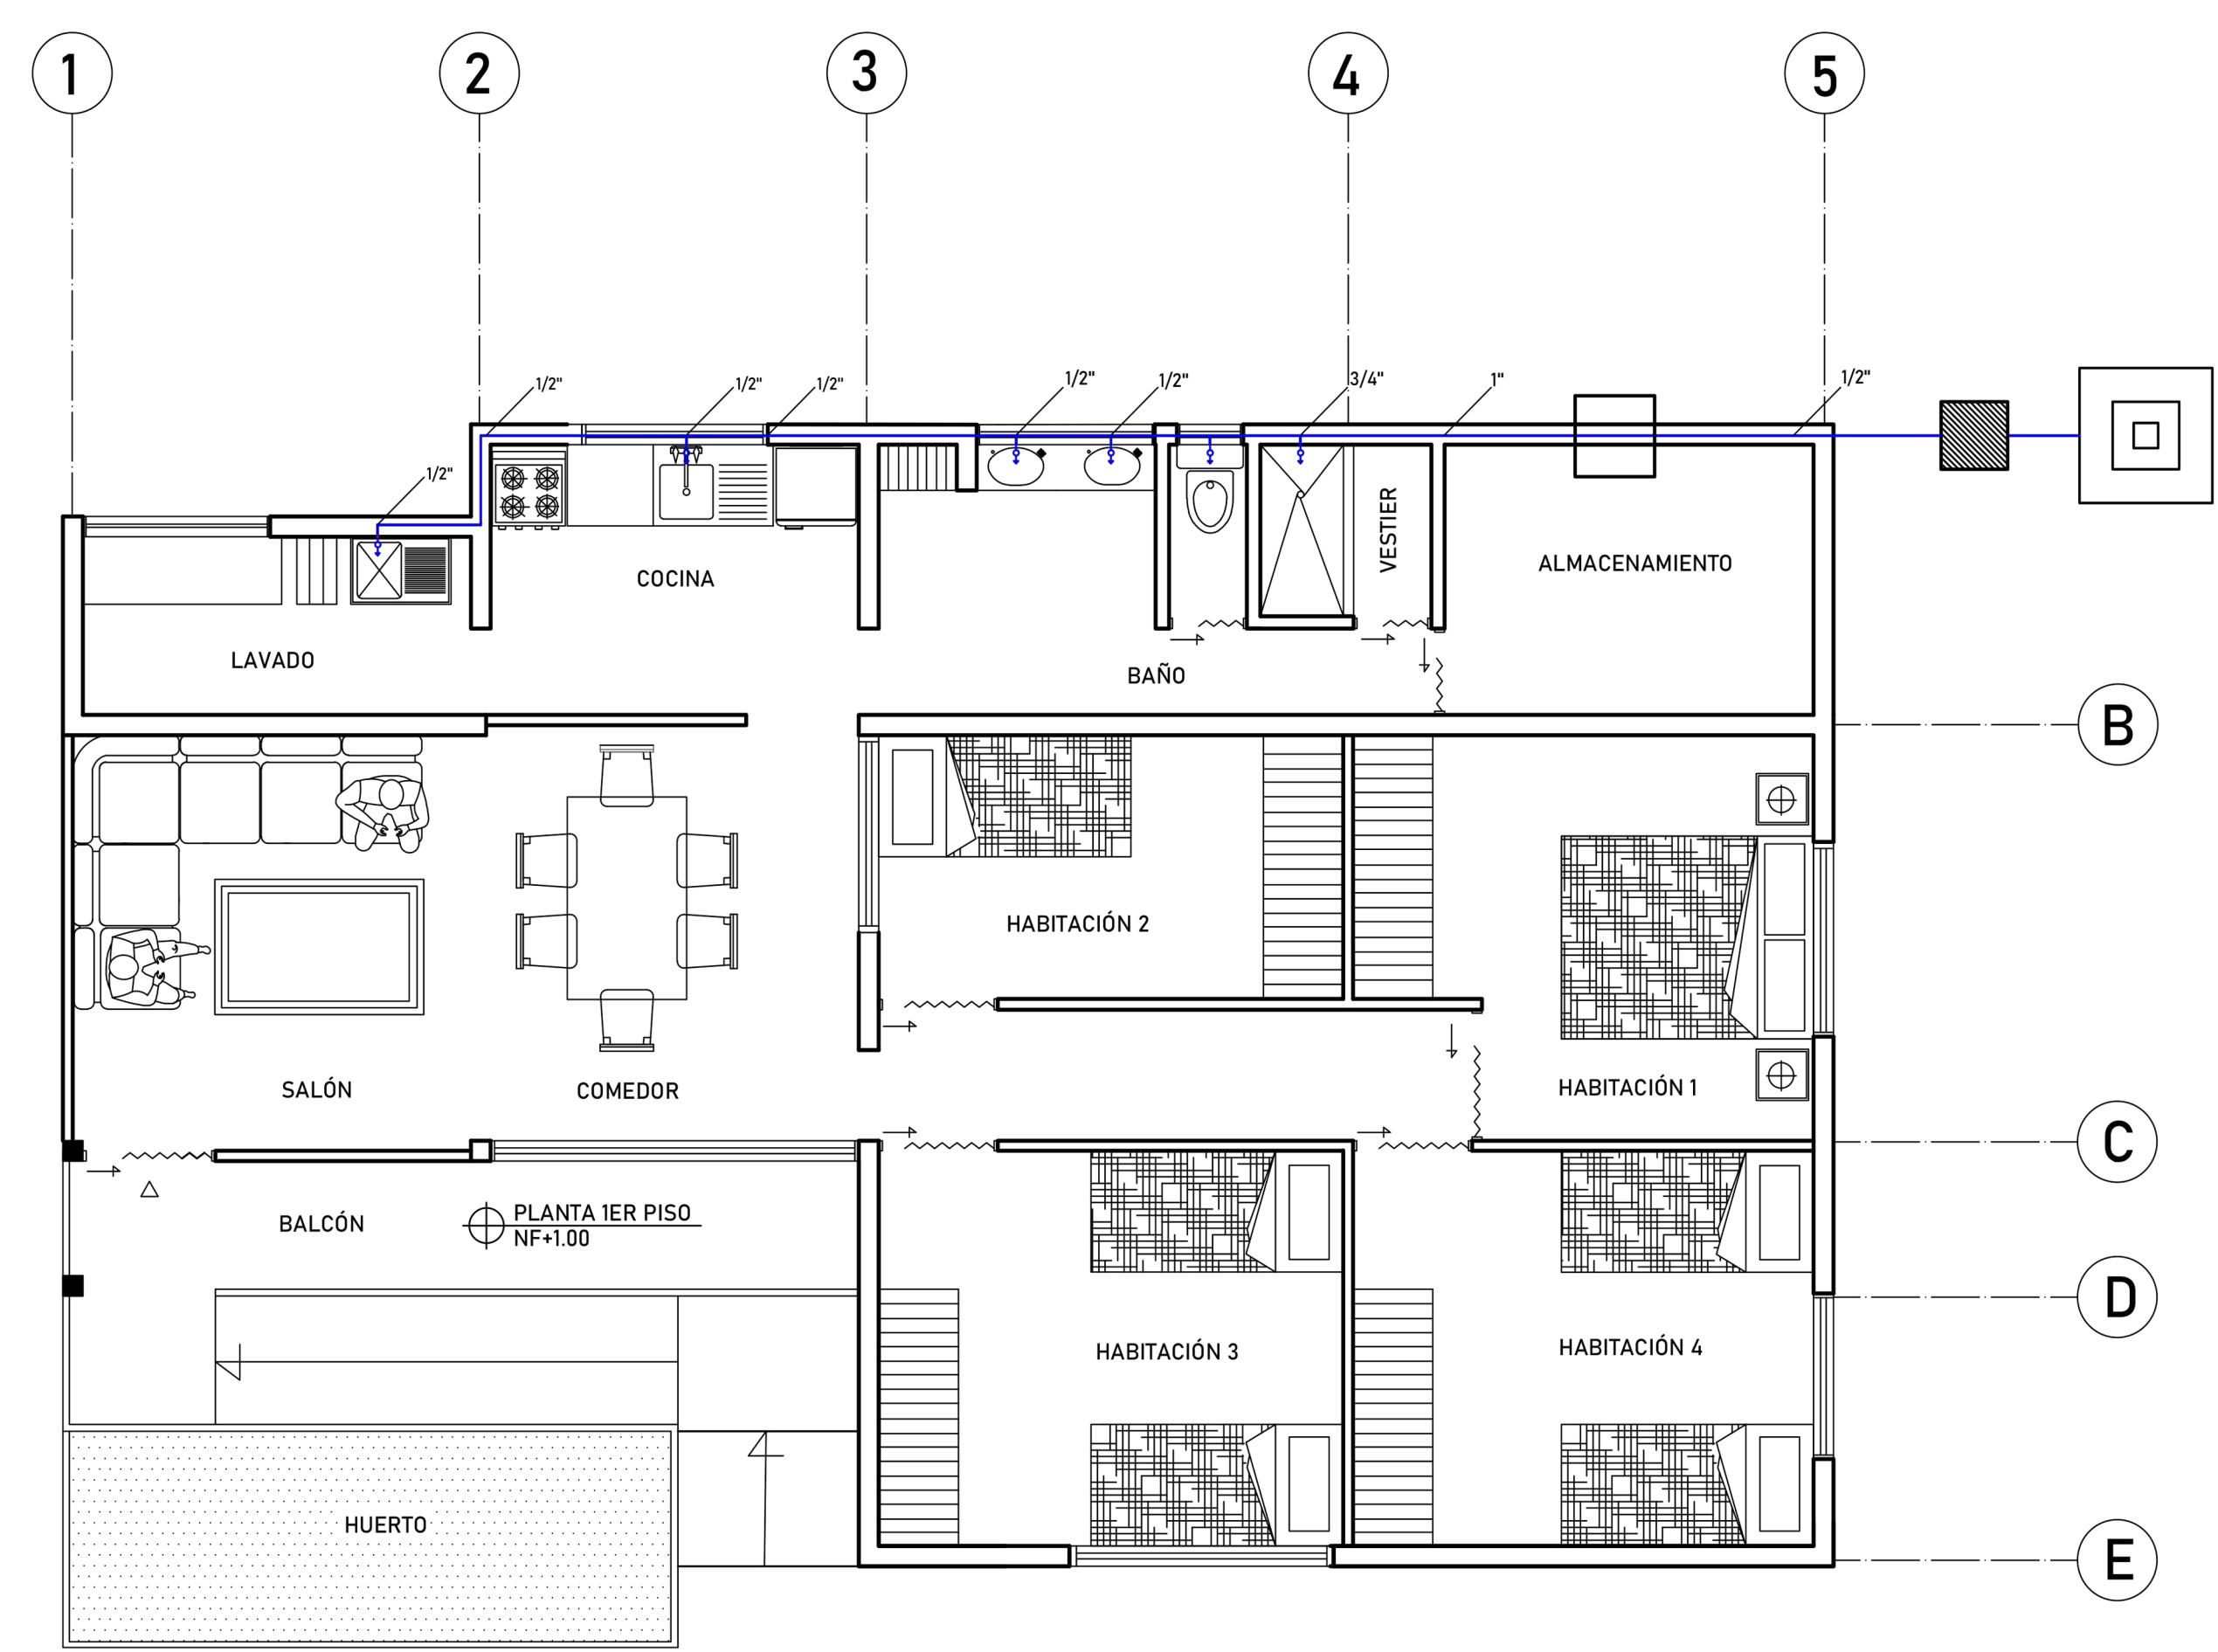 1
2
3
4
5
1/2"
1/2"
1/2"
1/2"
1/2"
3/4"
1"
1/2"
1/2"
COCINA
VESTIER
ALMACENAMIENTO
LAVADO
BAÑO
B
HABITACIÓN 2
SALÓN
COMEDOR
HABITACIÓN 1
C
BALCÓN
PLANTA 1ER PISO
NF+1.00
D
HABITACIÓN 3
HABITACIÓN 4
HUERTO
E